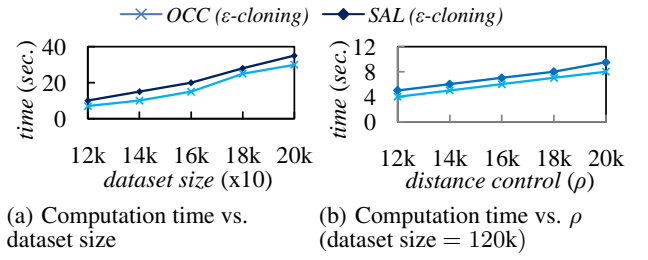 OCC (ε-cloning) SAL (ε-cloning)
time (sec.)
40
20
0
12k 14k 16k 18k 20k
dataset size (x10)
time (sec.)
12
8
4
0
12k 14k 16k 18k 20k
distance control (ρ)
(a) Computation time vs.
dataset size
(b) Computation time vs. ρ
(dataset size = 120k)